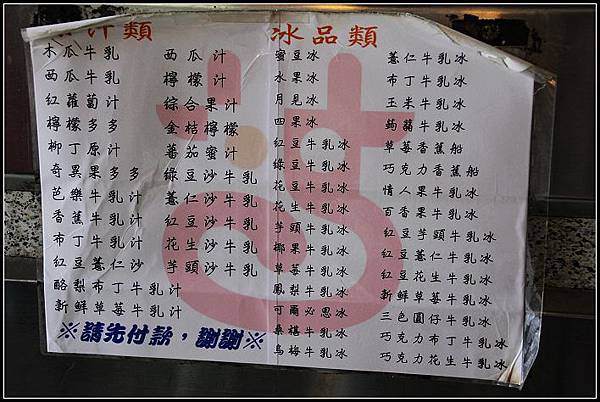 汁類
木瓜牛乳
西瓜牛乳
紅蘿蔔汁
檸檬多多
柳丁原汁
奇異果多多
芭樂牛乳汁
香蕉牛乳汁
布丁牛乳汁
紅豆薏仁沙
酪梨布丁牛乳汁
新鮮草莓牛乳汁
西瓜汁
檸檬汁
綜合果汁
金桔檸檬
蕃茄蜜汁
綠豆沙牛乳
薏仁沙牛乳
紅豆沙牛乳
花生沙牛乳
芋頭沙牛乳
※請先付款，謝謝※
冰品類
蜜豆冰
水果冰
月見冰
四果冰
紅豆牛乳冰
綠豆牛乳冰
花豆牛乳冰
花生牛乳冰
芋頭牛乳冰
椰果牛乳冰
草莓牛乳冰
鳳梨牛乳冰
可爾必思冰
桑椹牛乳冰
烏梅牛乳冰
薏仁牛乳冰
布丁牛乳冰
玉米牛乳冰
蒟蒻牛乳冰
草莓香蕉船
巧克力香蕉船
情人果牛乳冰
百香果牛乳冰
紅豆芋頭牛乳冰
紅豆薏仁牛乳冰
紅豆花生牛乳冰
新鮮草莓牛乳冰
三色圓仔牛乳冰
巧克力布丁牛乳冰
巧克力花生牛乳冰